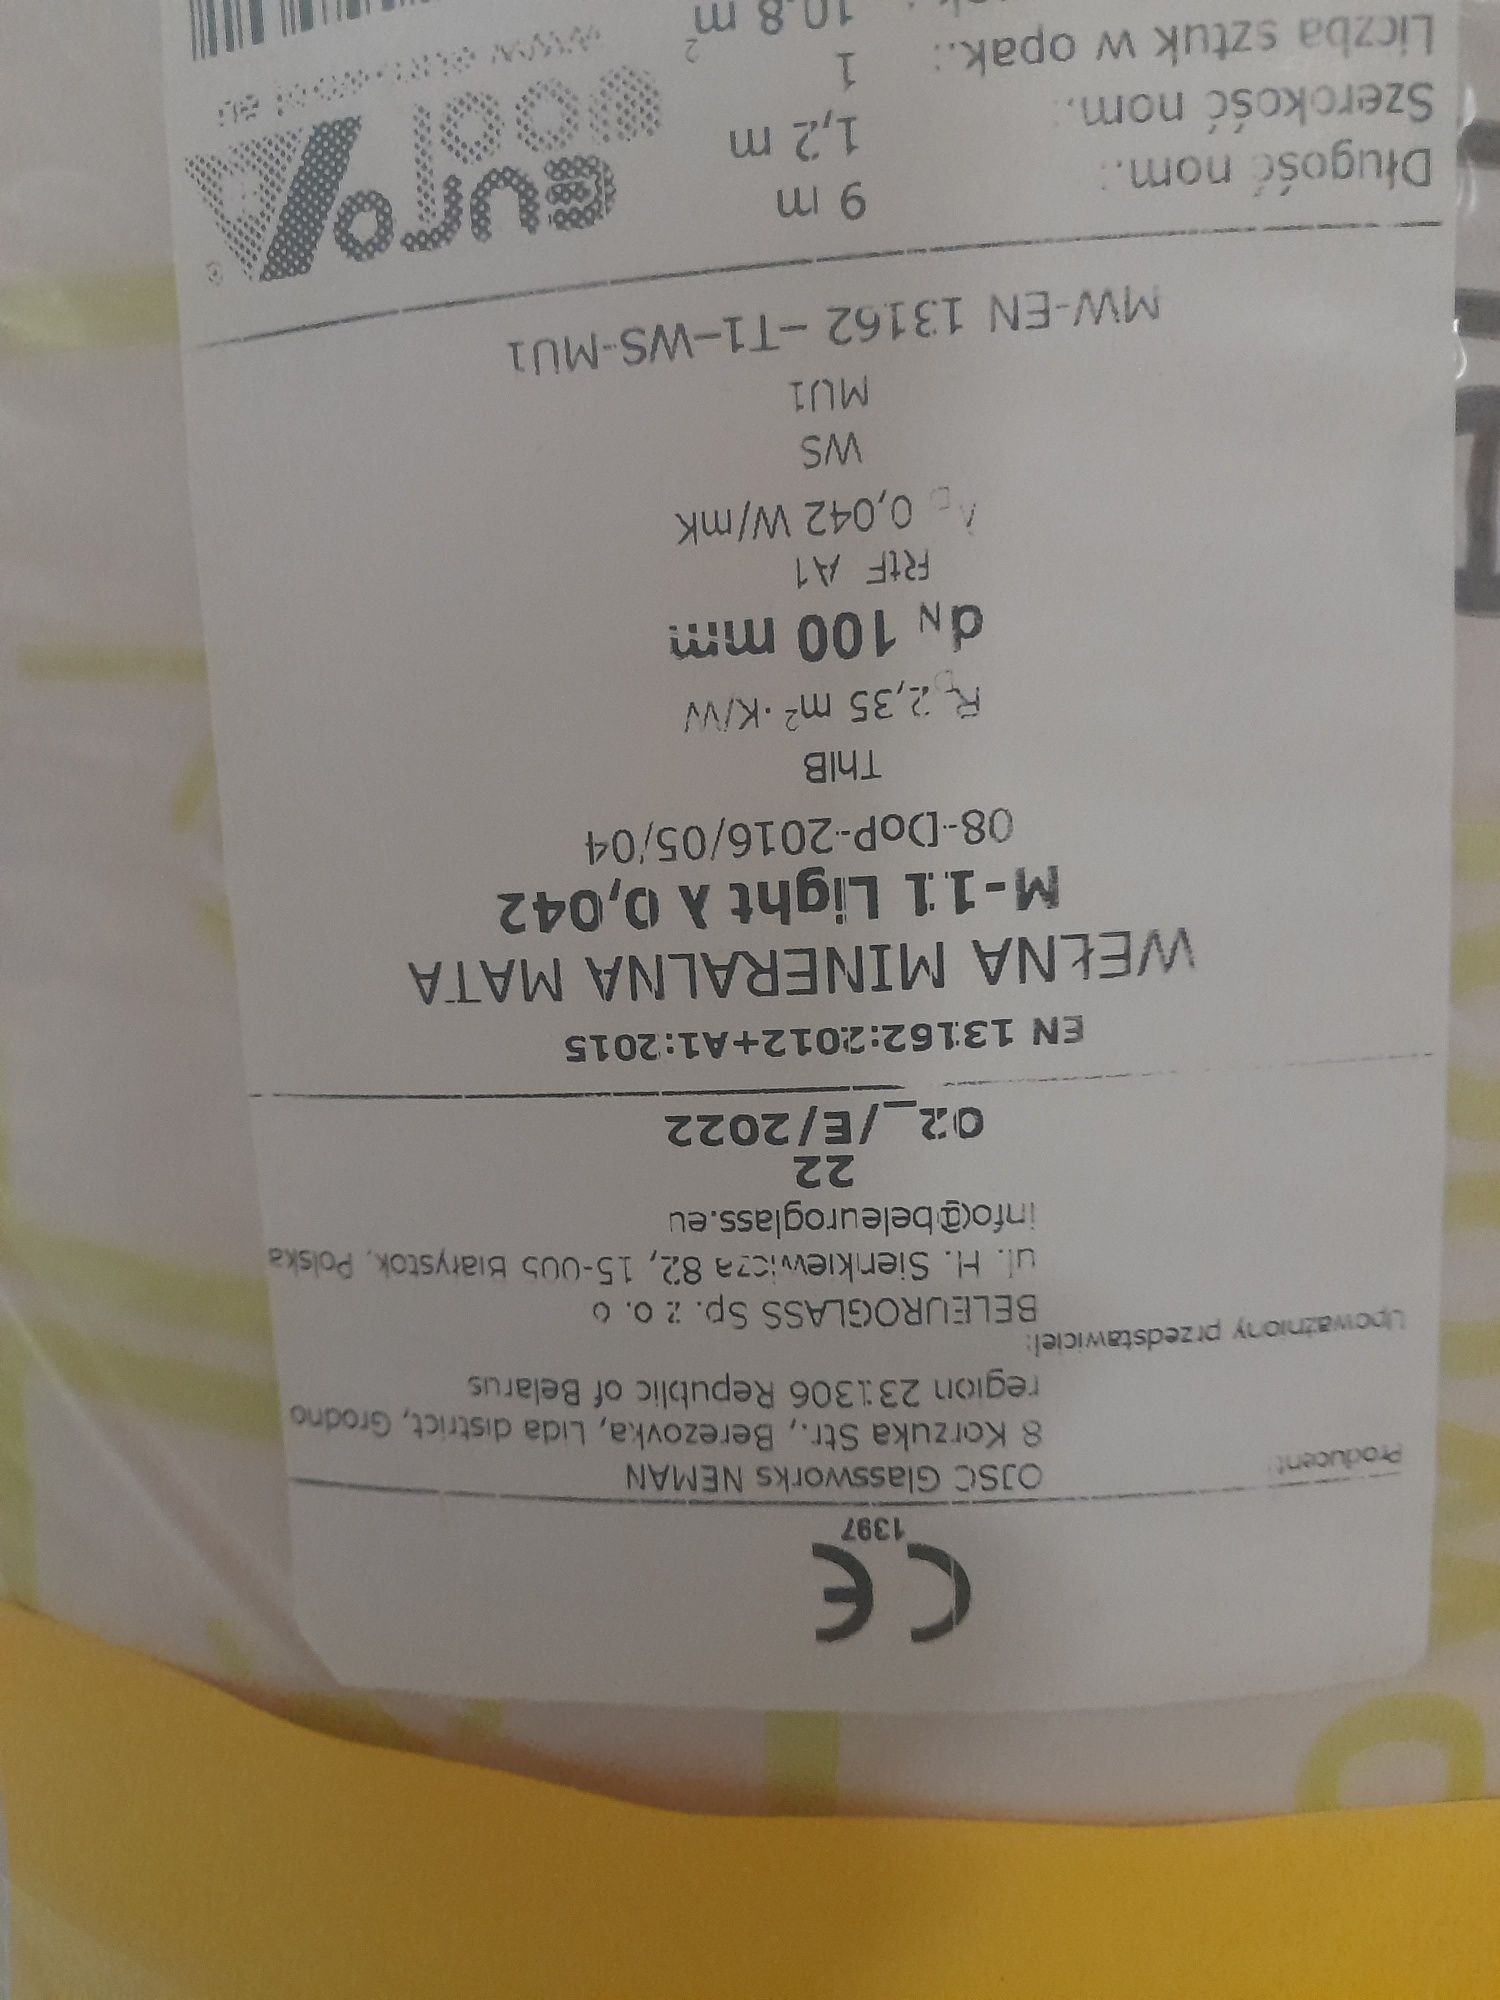 CE
1397
Producent:
OJSC Glassworks NEMAN
8 Korzuka Str., Berezovka, Lida district, Grodno
region 231306 Republic of Belarus
Upoważniony przedstawiciel:
BELEUROGLASS Sp. z o. o
ul. H. Sienkiewicza 82, 15-005 Białystok, Polska
info@beleuroglass.eu
22
02_/E/2022
EN 13162:2012+A1:2015
WEŁNA MINERALNA MATA
M-11 Light λ 0,042
08-DoP-2016/05/04
ThIB
RD 2,35 m²·K/W
dN 100 mm
RtF A1
λD 0,042 W/mK
WS
MU1
MW-EN 13162 –T1–WS-MU1
Długość nom.: 9 m
Szerokość nom.: 1,2 m
Liczba sztuk w opak.: 1
10.8 m²
euro
wool
®